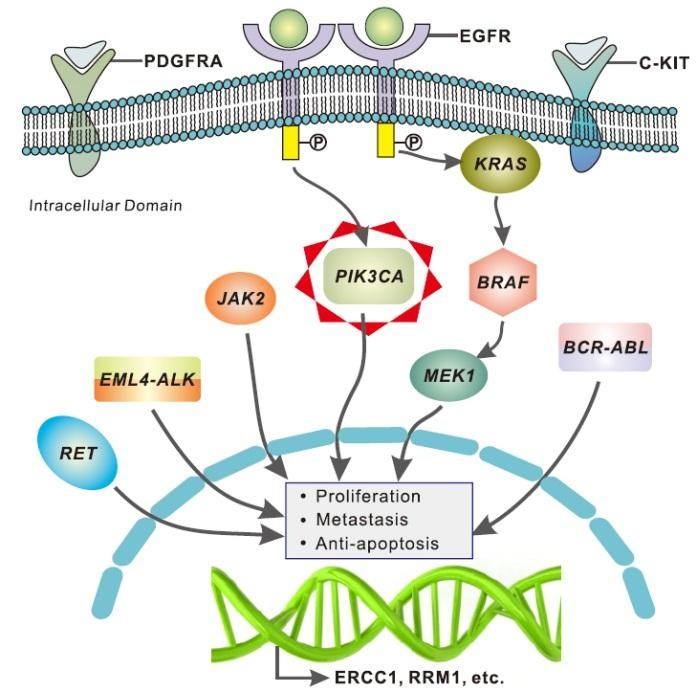 EGFR
PDGFRA
C-KIT
P
P
KRAS
Intracellular Domain
PIK3CA
BRAF
JAK2
BCR-ABL
EML4-ALK
MEK1
RET
• Proliferation
• Metastasis
• Anti-apoptosis
ERCC1, RRM1, etc.